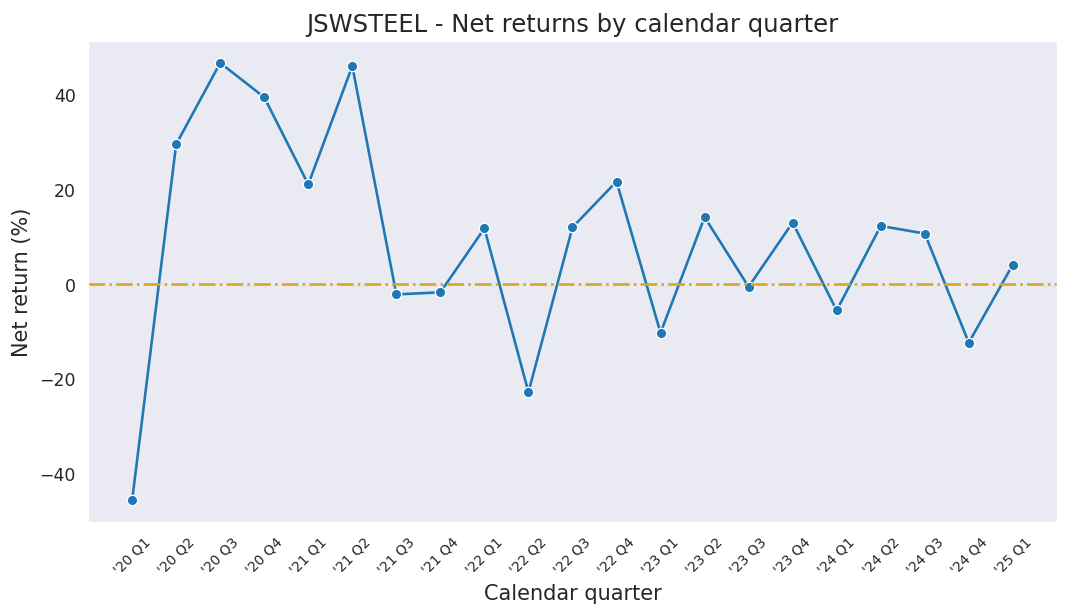 JSWSTEEL - Net returns by calendar quarter
Net return (%)
40
20
0
−20
−40
'20 Q1
'20 Q2
'20 Q3
'20 Q4
'21 Q1
'21 Q2
'21 Q3
'21 Q4
'22 Q1
'22 Q2
'22 Q3
'22 Q4
'23 Q1
'23 Q2
'23 Q3
'23 Q4
'24 Q1
'24 Q2
'24 Q3
'24 Q4
'25 Q1
Calendar quarter